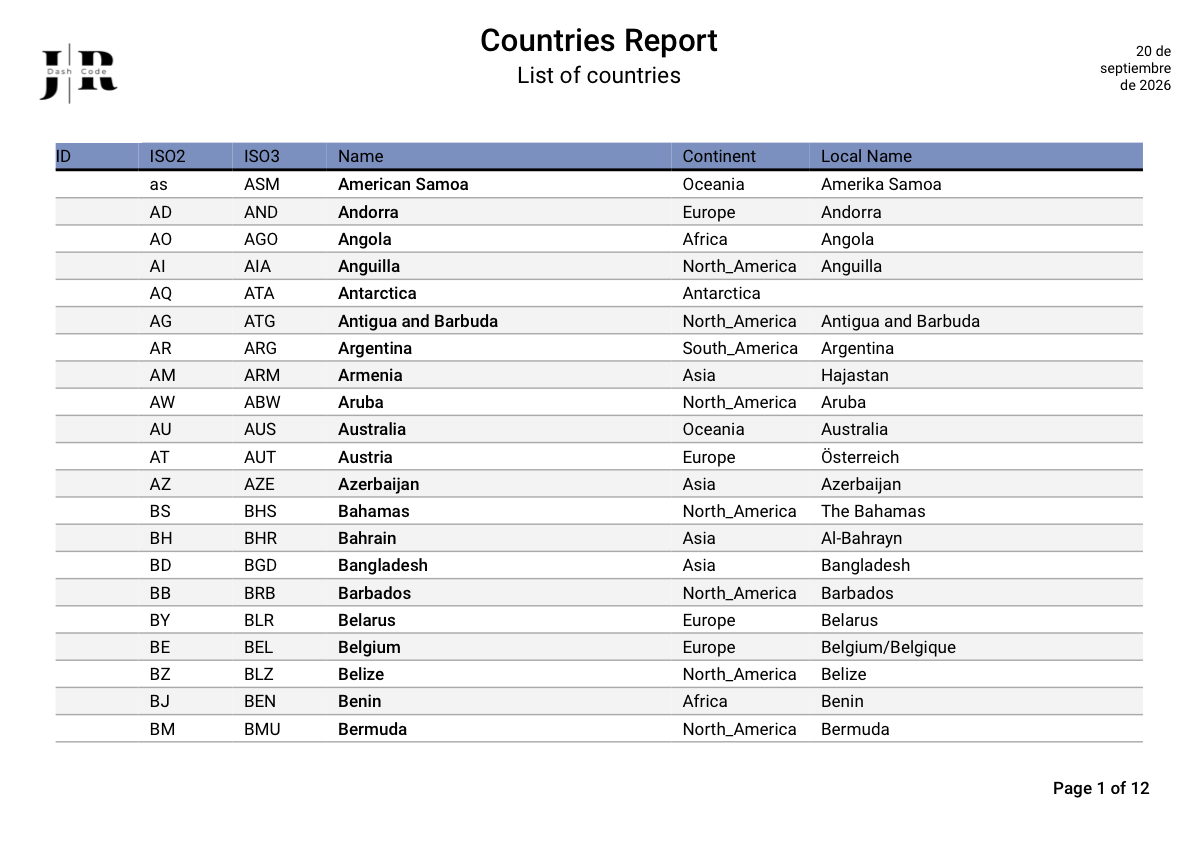 JR
Dash Code
Countries Report
List of countries
20 de
septiembre
de 2026
ID ISO2 ISO3 Name Continent Local Name
as ASM American Samoa Oceania Amerika Samoa
AD AND Andorra Europe Andorra
AO AGO Angola Africa Angola
AI AIA Anguilla North_America Anguilla
AQ ATA Antarctica Antarctica
AG ATG Antigua and Barbuda North_America Antigua and Barbuda
AR ARG Argentina South_America Argentina
AM ARM Armenia Asia Hajastan
AW ABW Aruba North_America Aruba
AU AUS Australia Oceania Australia
AT AUT Austria Europe Österreich
AZ AZE Azerbaijan Asia Azerbaijan
BS BHS Bahamas North_America The Bahamas
BH BHR Bahrain Asia Al-Bahrayn
BD BGD Bangladesh Asia Bangladesh
BB BRB Barbados North_America Barbados
BY BLR Belarus Europe Belarus
BE BEL Belgium Europe Belgium/Belgique
BZ BLZ Belize North_America Belize
BJ BEN Benin Africa Benin
BM BMU Bermuda North_America Bermuda
Page 1 of 12